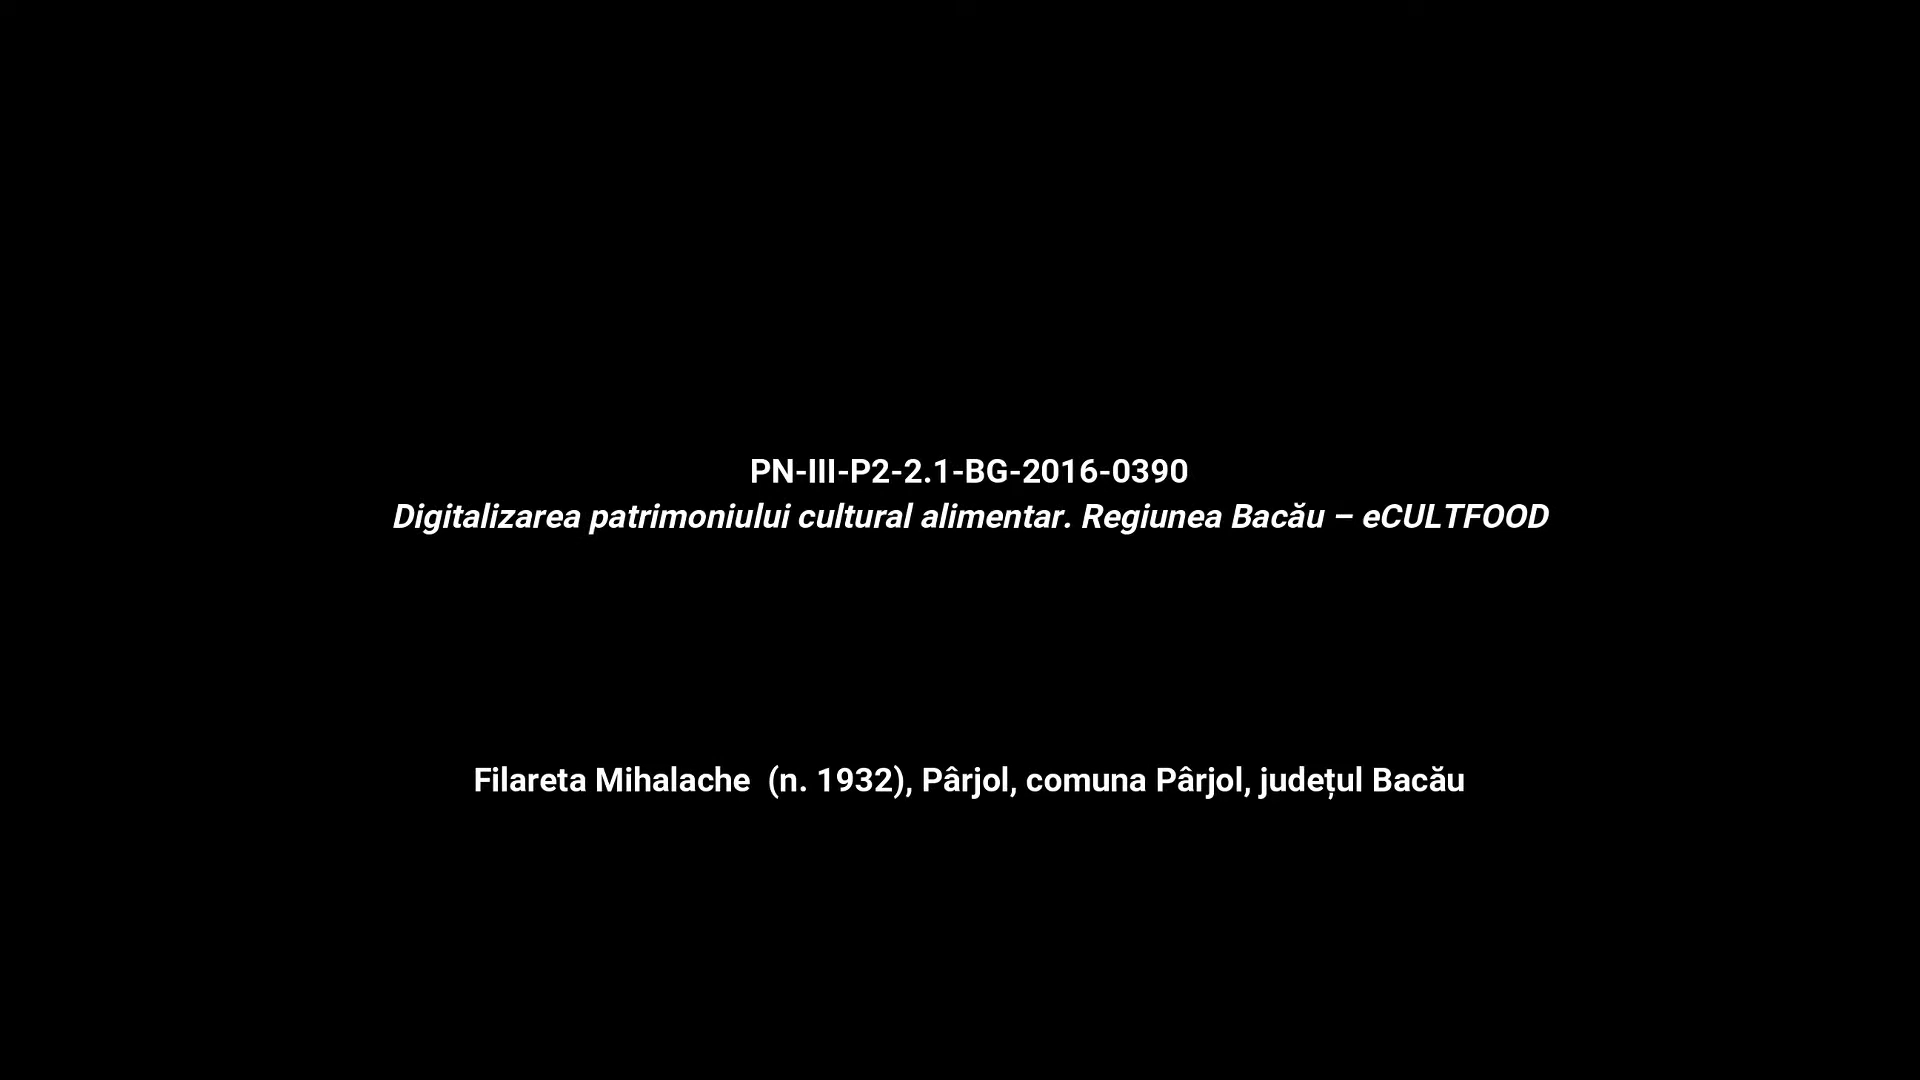 PN-III-P2-2.1-BG-2016-0390
Digitalizarea patrimoniului cultural alimentar. Regiunea Bacău – eCULTFOOD
Filareta Mihalache  (n. 1932), Pârjol, comuna Pârjol, județul Bacău